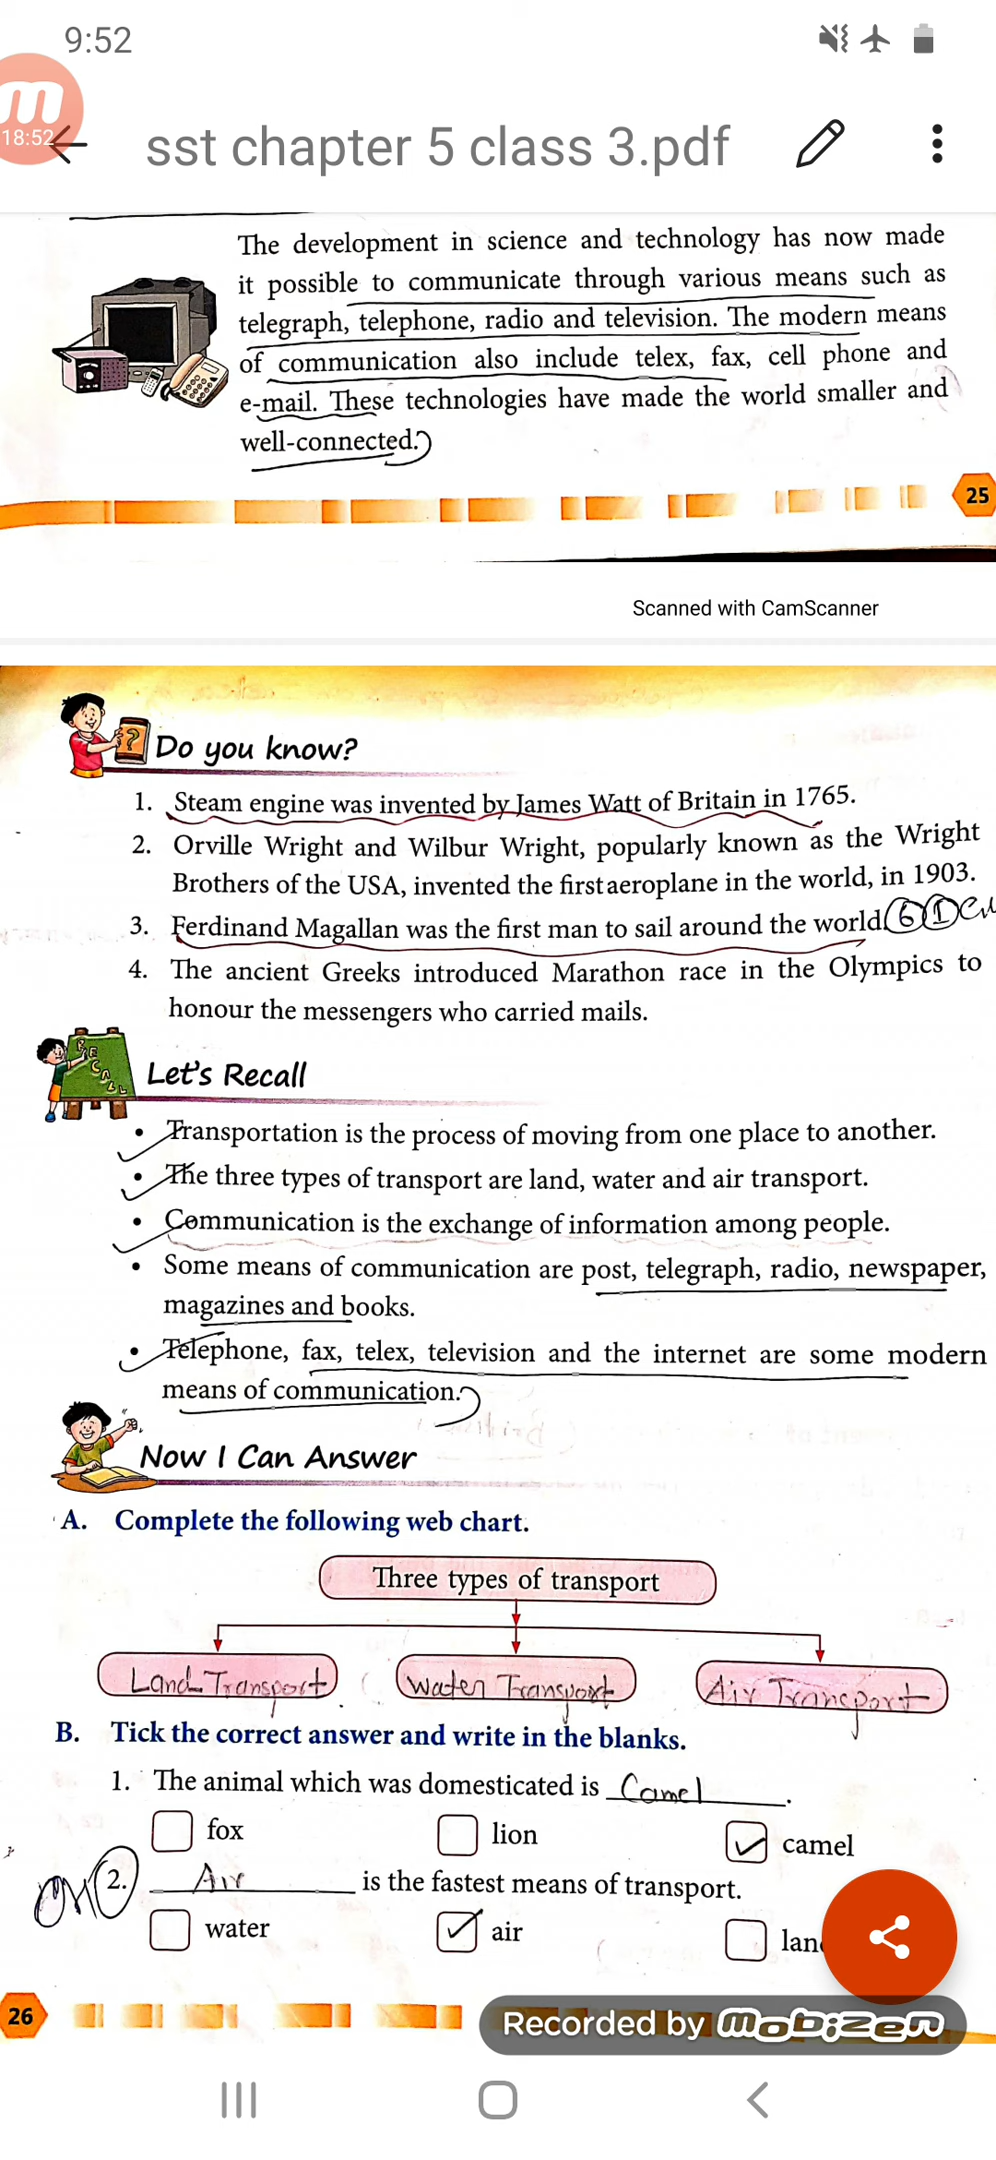 9:52
18:52
sst chapter 5 class 3.pdf
The development in science and technology has now made
it possible to communicate through various means such as
telegraph, telephone, radio and television. The modern means
of communication also include telex, fax, cell phone and
e-mail. These technologies have made the world smaller and
well-connected.
25
Scanned with CamScanner
Do you know?
1. Steam engine was invented by James Watt of Britain in 1765.
2. Orville Wright and Wilbur Wright, popularly known as the Wright
Brothers of the USA, invented the first aeroplane in the world, in 1903.
3. Ferdinand Magallan was the first man to sail around the world.
4. The ancient Greeks introduced Marathon race in the Olympics to
honour the messengers who carried mails.
RECALL
Let's Recall
• Transportation is the process of moving from one place to another.
• The three types of transport are land, water and air transport.
• Communication is the exchange of information among people.
• Some means of communication are post, telegraph, radio, newspaper,
magazines and books.
• Telephone, fax, telex, television and the internet are some modern
means of communication.
Now I Can Answer
A. Complete the following web chart.
Three types of transport
Land Transport
Water Transport
Air Transport
B. Tick the correct answer and write in the blanks.
1. The animal which was domesticated is Camel.
fox
lion
camel
2. Air is the fastest means of transport.
water
air
lan
26
Recorded by mobizen